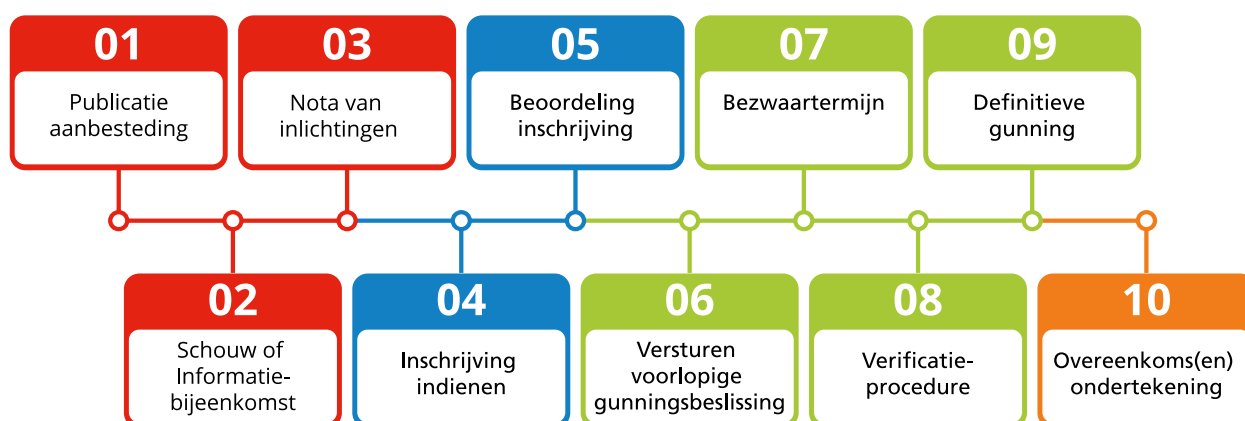 01
Publicatie
aanbesteding
02
Schouw of
Informatie-
bijeenkomst
03
Nota van
inlichtingen
04
Inschrijving
indienen
05
Beoordeling
inschrijving
06
Versturen
voorlopige
gunningsbeslissing
07
Bezwaartermijn
08
Verificatie-
procedure
09
Definitieve
gunning
10
Overeenkoms(en)
ondertekening